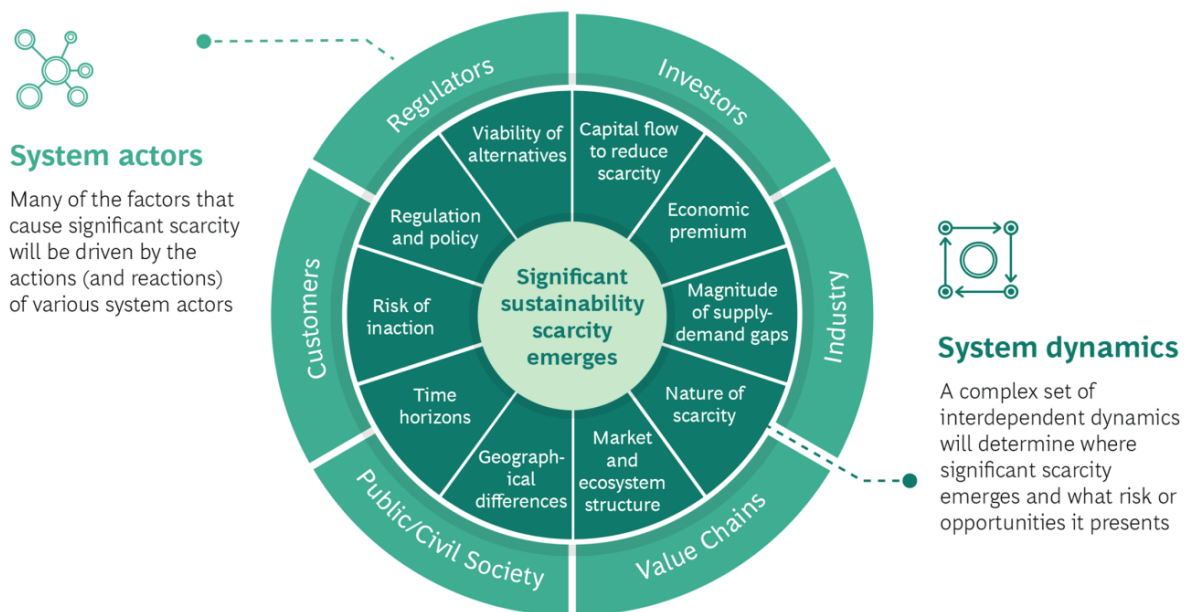 System actors
Many of the factors that
cause significant scarcity
will be driven by the
actions (and reactions)
of various system actors
Regulators
Investors
Industry
Value Chains
Public/Civil Society
Customers
Viability of
alternatives
Capital flow
to reduce
scarcity
Economic
premium
Magnitude
of supply-
demand gaps
Nature of
scarcity
Market
and
ecosystem
structure
Geograph-
ical
differences
Time
horizons
Risk of
inaction
Regulation
and policy
Significant
sustainability
scarcity
emerges
System dynamics
A complex set of
interdependent dynamics
will determine where
significant scarcity
emerges and what risk or
opportunities it presents